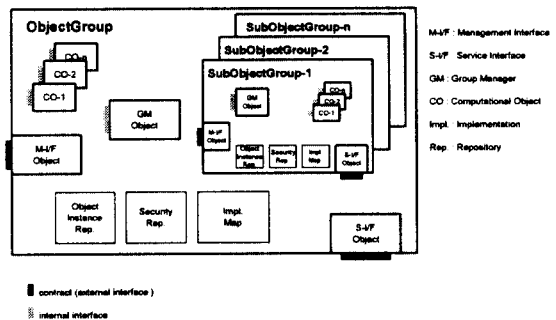 ObjectGroup
SubObjectGroup-n
SubObjectGroup-2
SubObjectGroup-1
CO-n
CO-2
CO-1
GM
Object
M-I/F
Object
Object
Instance
Rep.
Security
Rep.
Impl.
Map
S-I/F
Object
GM
Object
CO-n
CO-2
CO-1
M-I/F
Object
Object
Instance
Rep.
Security
Rep.
Impl
Map
S-I/F
Object
M-I/F : Management Interface
S-I/F : Service Interface
GM : Group Manager
CO : Computational Object
Impl. : Implementation
Rep. : Repository
contract (external interface )
internal interface